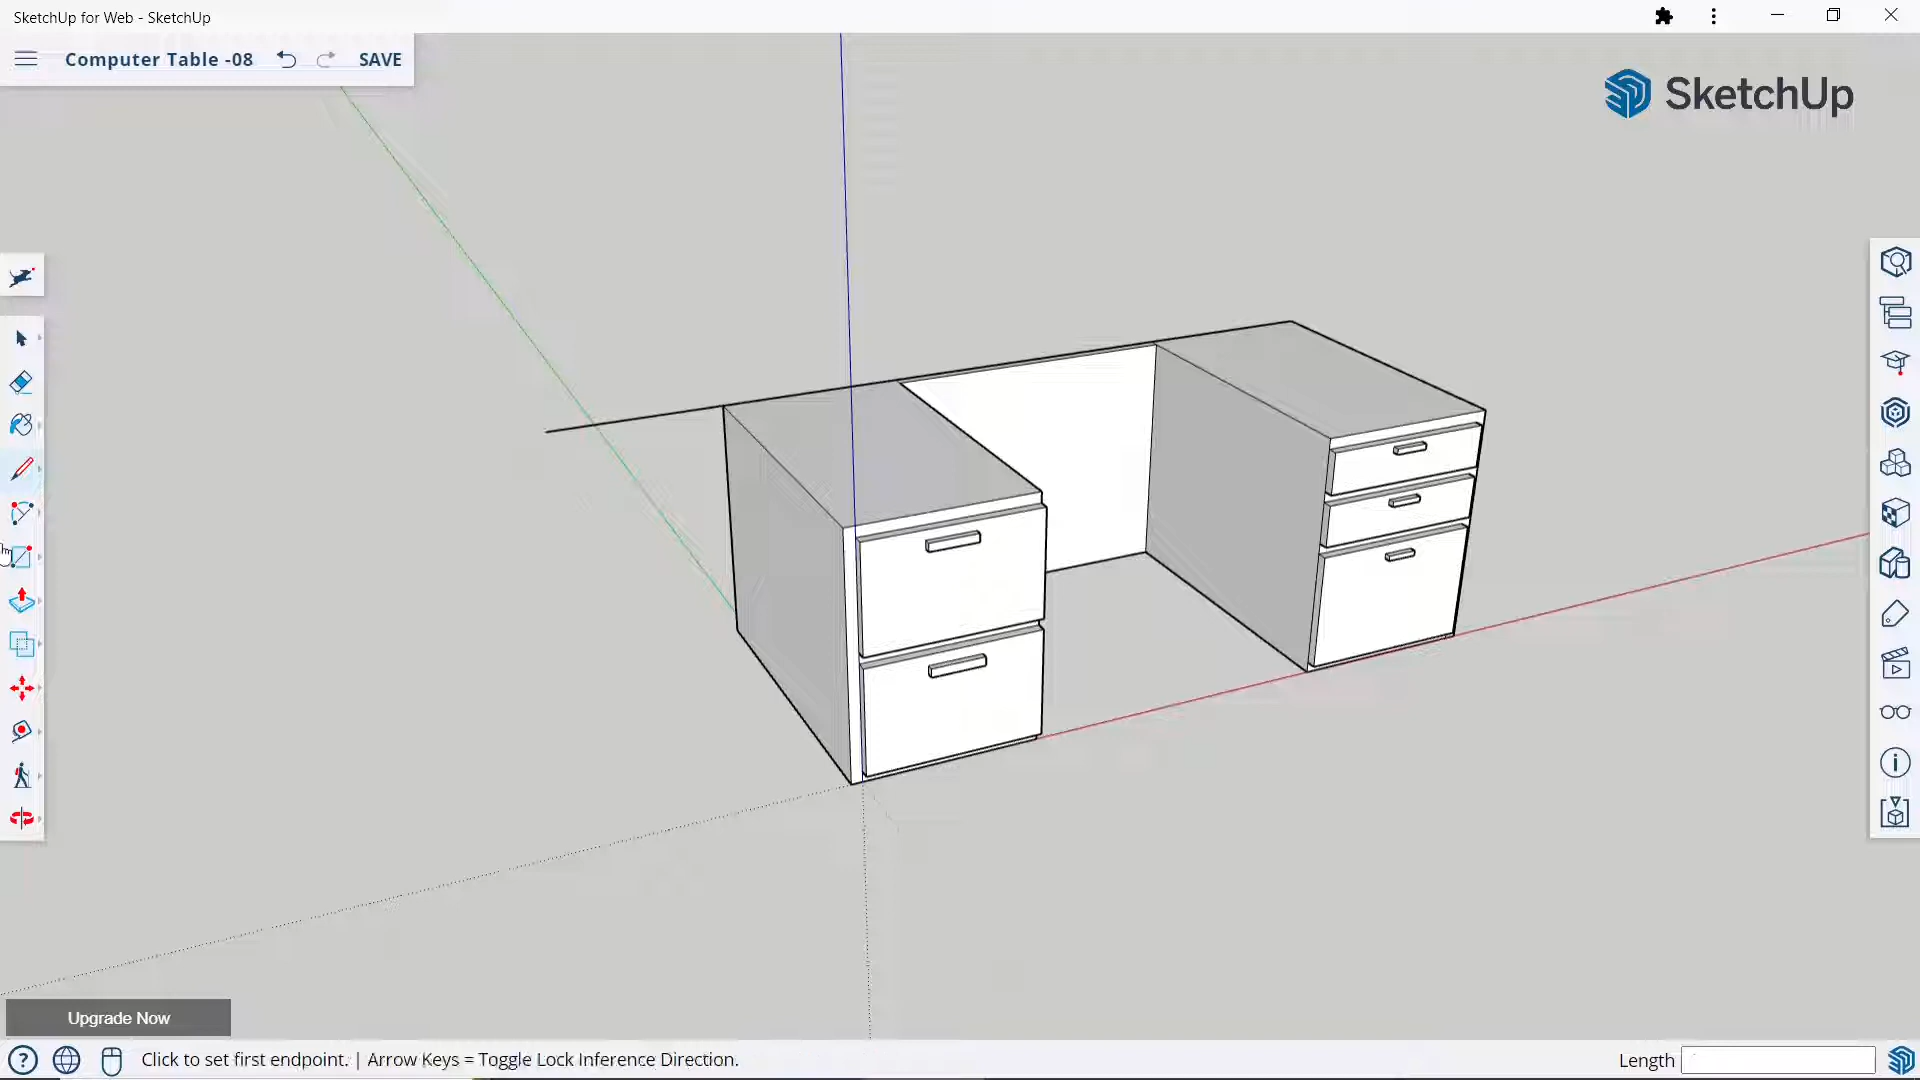 SketchUp for Web - SketchUp
Computer Table -08 SAVE
SketchUp
Upgrade Now
Click to set first endpoint. | Arrow Keys = Toggle Lock Inference Direction.
Length